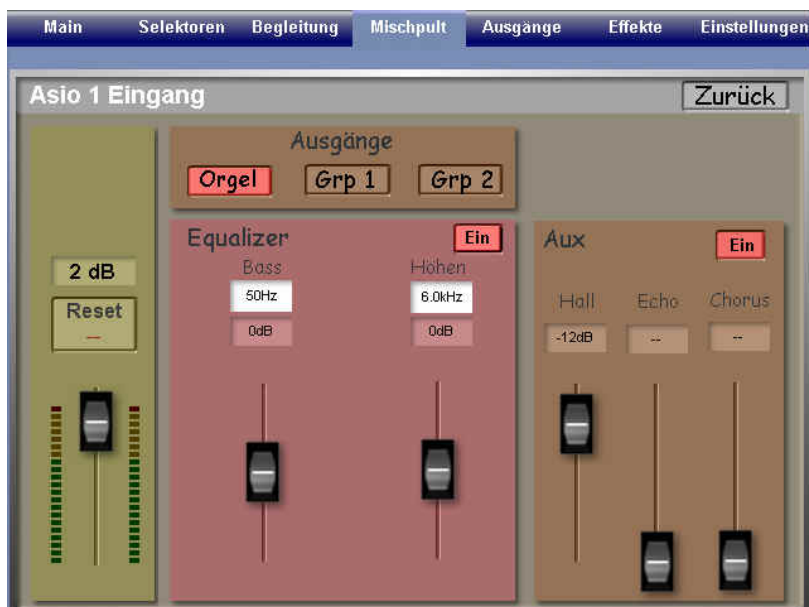 Main Selektoren Begleitung Mischpult Ausgänge Effekte Einstellungen
Asio 1 Eingang Zurück
Ausgänge
Orgel Grp 1 Grp 2
Equalizer Ein Aux Ein
2 dB Bass Höhen
50Hz 6.0kHz
Reset Hall Echo Chorus
-- 0dB 0dB -12dB -- --